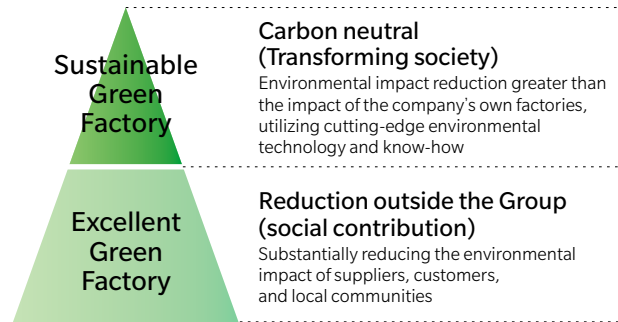 Sustainable
Green
Factory
Carbon neutral
(Transforming society)
Environmental impact reduction greater than
the impact of the company's own factories,
utilizing cutting-edge environmental
technology and know-how
Excellent
Green
Factory
Reduction outside the Group
(social contribution)
Substantially reducing the environmental
impact of suppliers, customers,
and local communities